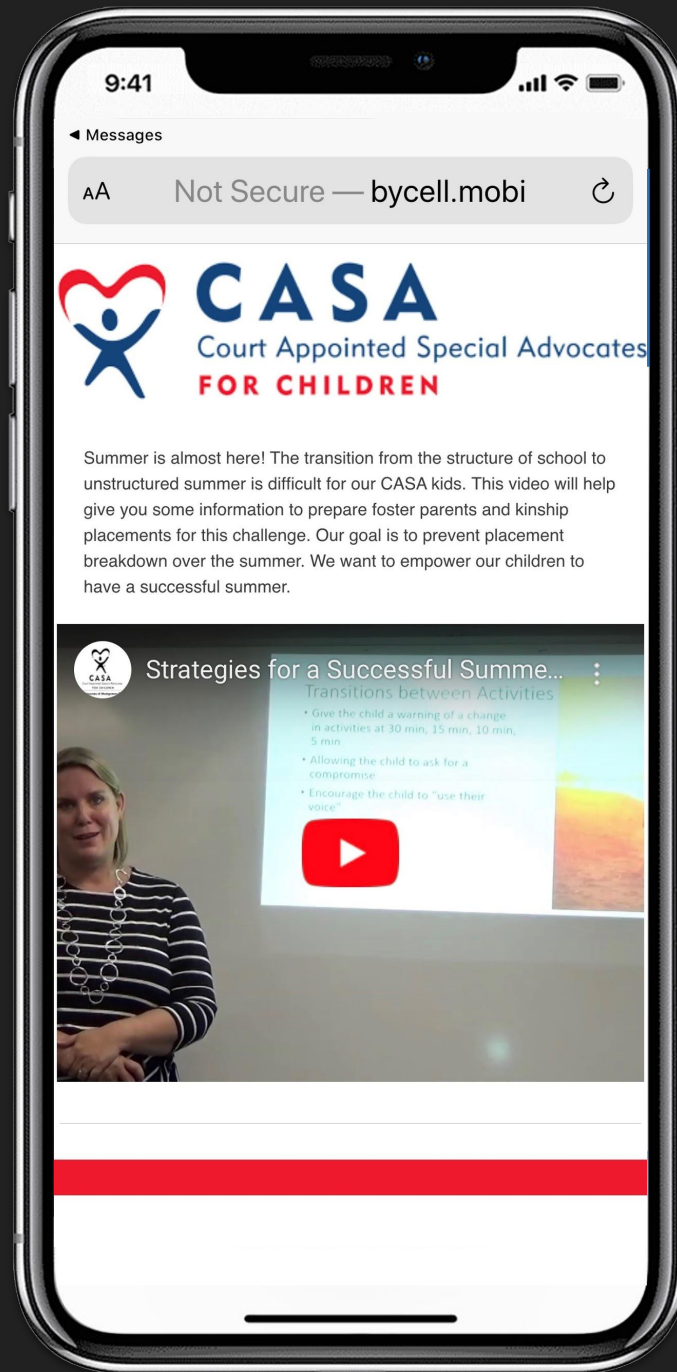 9:41
◀ Messages
AA Not Secure — bycell.mobi
CASA
Court Appointed Special Advocates
FOR CHILDREN
Summer is almost here! The transition from the structure of school to
unstructured summer is difficult for our CASA kids. This video will help
give you some information to prepare foster parents and kinship
placements for this challenge. Our goal is to prevent placement
breakdown over the summer. We want to empower our children to
have a successful summer.
CASA
FOR CHILDREN
Strategies for a Successful Summe...
Transitions between Activities
• Give the child a warning of a change
in activities at 30 min, 15 min, 10 min,
5 min
• Allowing the child to ask for a
compromise
• Encourage the child to "use their
voice"